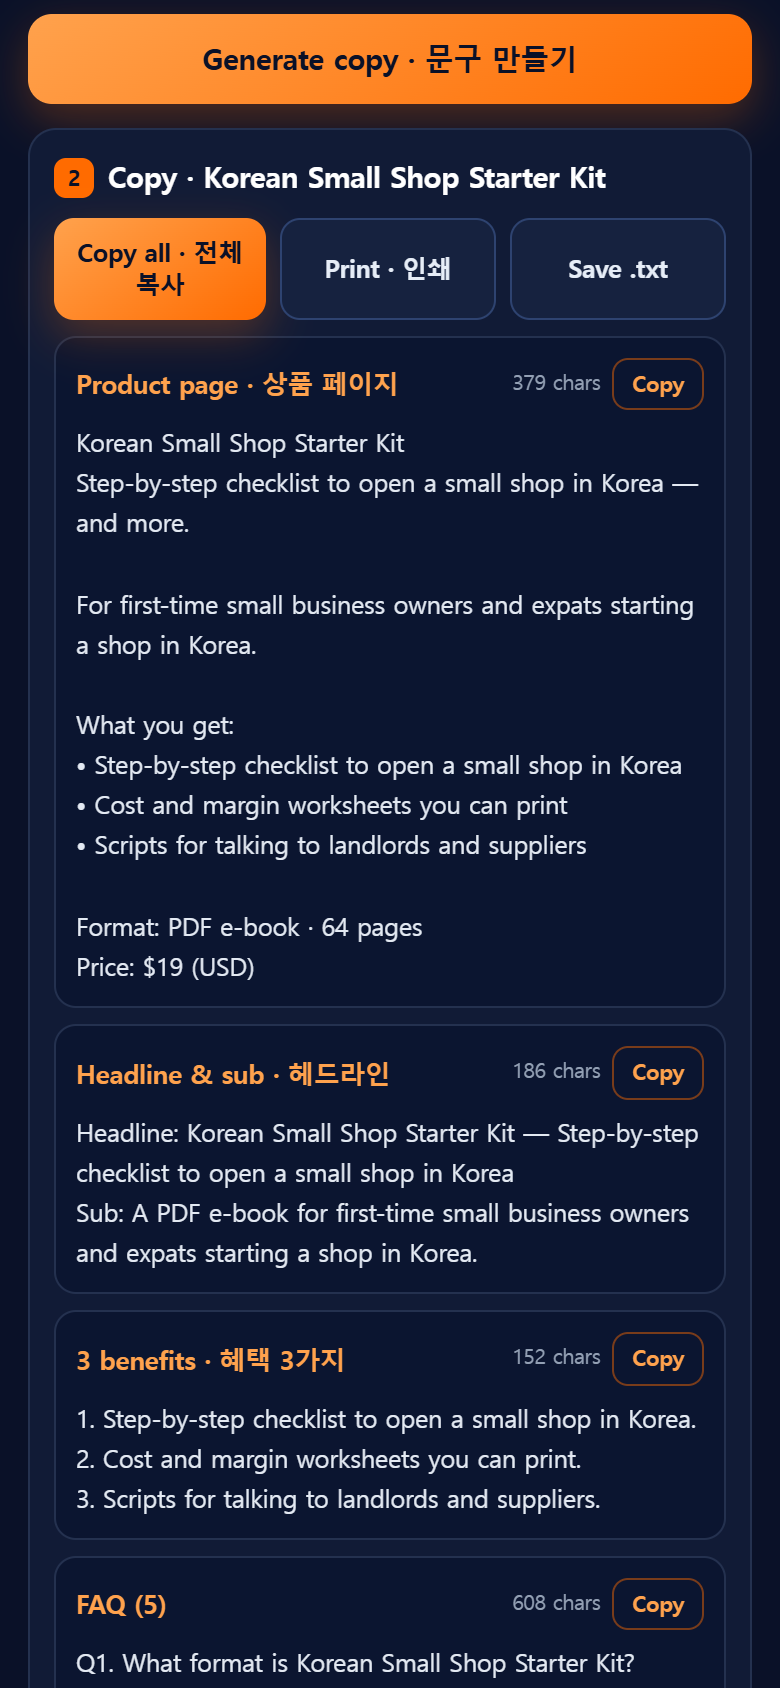 Generate copy · 문구 만들기
2
Copy · Korean Small Shop Starter Kit
Copy all · 전체
복사
Print · 인쇄
Save .txt
Product page · 상품 페이지
379 chars
Copy
Korean Small Shop Starter Kit
Step-by-step checklist to open a small shop in Korea —
and more.
For first-time small business owners and expats starting
a shop in Korea.
What you get:
• Step-by-step checklist to open a small shop in Korea
• Cost and margin worksheets you can print
• Scripts for talking to landlords and suppliers
Format: PDF e-book · 64 pages
Price: $19 (USD)
Headline & sub · 헤드라인
186 chars
Copy
Headline: Korean Small Shop Starter Kit — Step-by-step
checklist to open a small shop in Korea
Sub: A PDF e-book for first-time small business owners
and expats starting a shop in Korea.
3 benefits · 혜택 3가지
152 chars
Copy
1. Step-by-step checklist to open a small shop in Korea.
2. Cost and margin worksheets you can print.
3. Scripts for talking to landlords and suppliers.
FAQ (5)
608 chars
Copy
Q1. What format is Korean Small Shop Starter Kit?